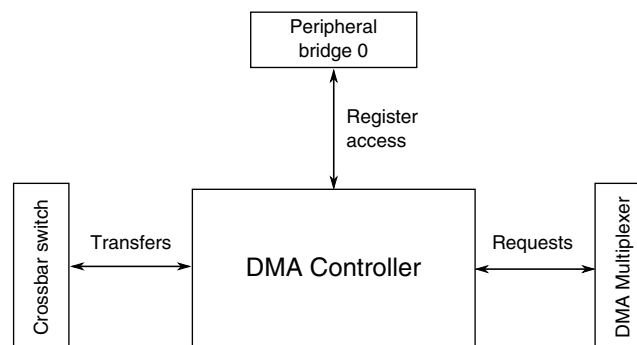 Peripheral
bridge 0
Register
access
Crossbar switch
Transfers
DMA Controller
Requests
DMA Multiplexer